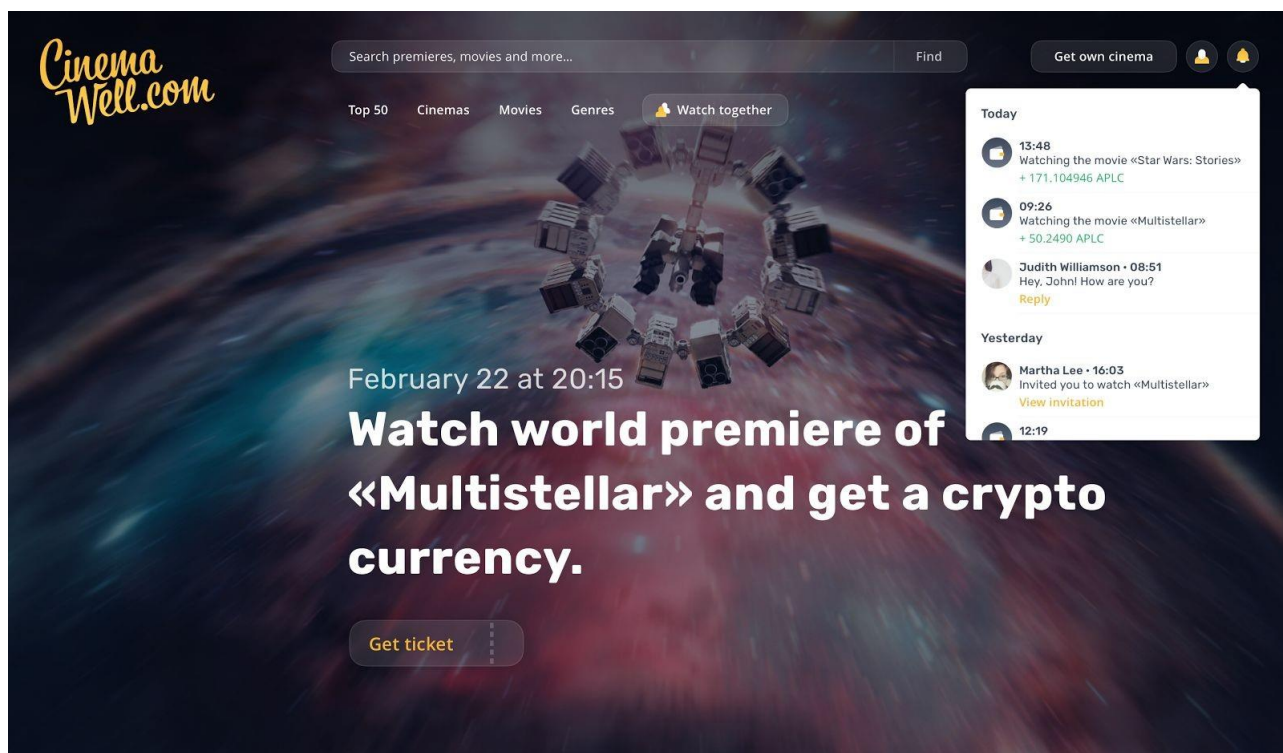 Cinema
Well.com
Search premieres, movies and more...
Find
Get own cinema
Top 50
Cinemas
Movies
Genres
Watch together
Today
13:48
Watching the movie «Star Wars: Stories»
+ 171.104946 APLC
09:26
Watching the movie «Multistellar»
+ 50.2490 APLC
Judith Williamson • 08:51
Hey, John! How are you?
Reply
Yesterday
Martha Lee • 16:03
Invited you to watch «Multistellar»
View invitation
12:19
February 22 at 20:15
Watch world premiere of
«Multistellar» and get a crypto
currency.
Get ticket